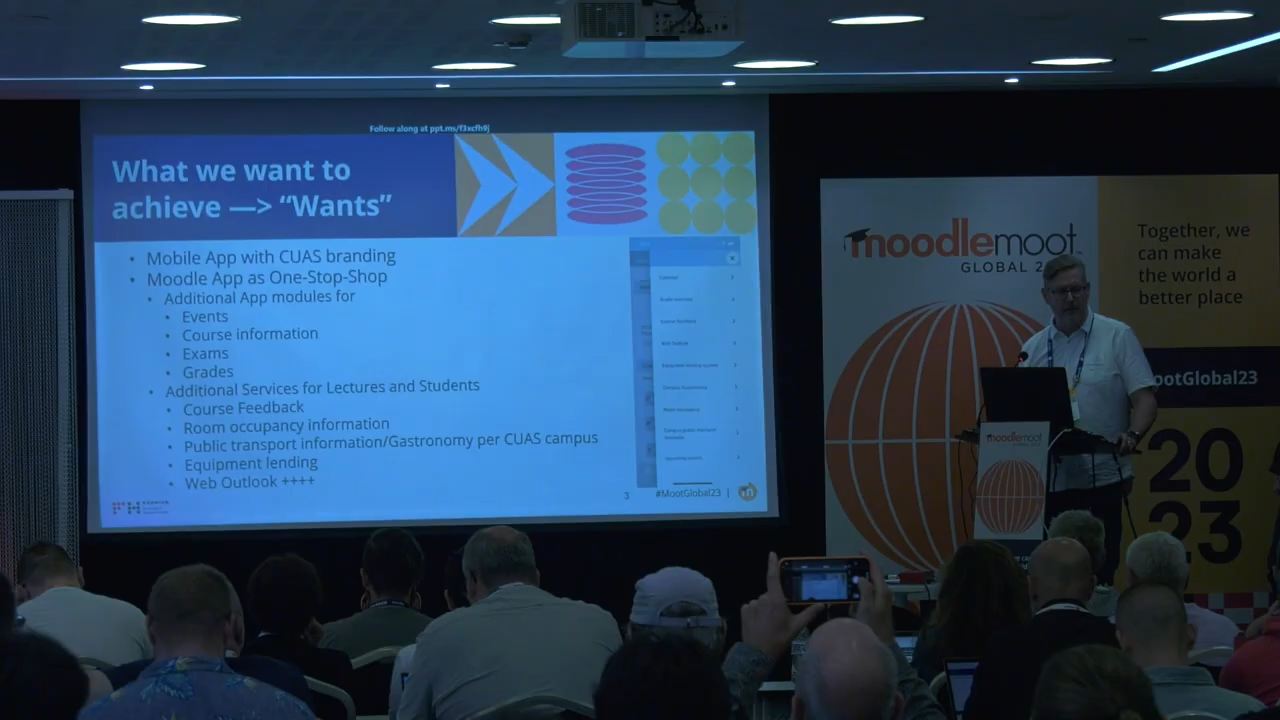 Follow along at ppt.ms/f3xcfh9j
What we want to
achieve —> “Wants”
• Mobile App with CUAS branding
• Moodle App as One-Stop-Shop
• Additional App modules for
• Events
• Course information
• Exams
• Grades
• Additional Services for Lectures and Students
• Course Feedback
• Room occupancy information
• Public transport information/Gastronomy per CUAS campus
• Equipment lending
• Web Outlook ++++
3
#MootGlobal23 |
moodlemoot
GLOBAL 2
Together, we
can make
the world a
better place
ootGlobal23
20
23
moodlemoot